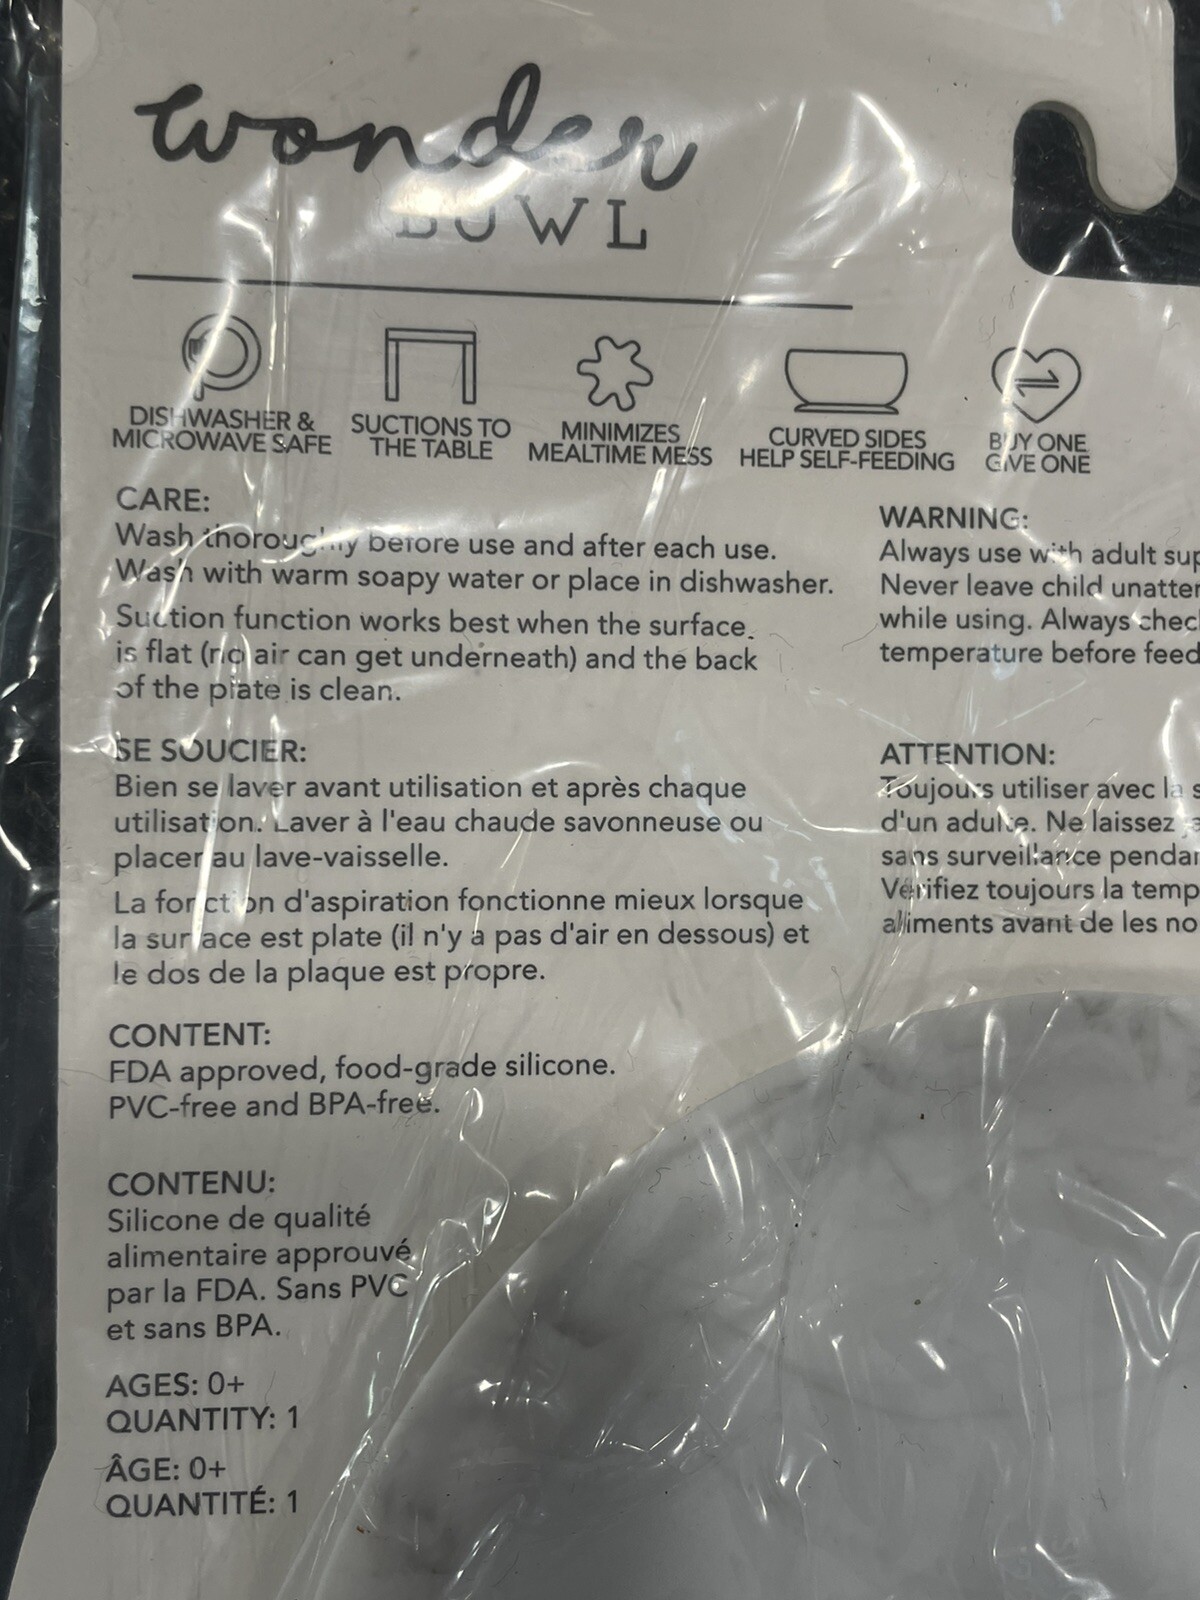 wonder
BOWL
DISHWASHER &
MICROWAVE SAFE
SUCTIONS TO
THE TABLE
MINIMIZES
MEALTIME MESS
CURVED SIDES
HELP SELF-FEEDING
BUY ONE
GIVE ONE
CARE:
Wash thoroughly before use and after each use.
Wash with warm soapy water or place in dishwasher.
Suction function works best when the surface
is flat (no air can get underneath) and the back
of the plate is clean.
WARNING:
Always use with adult
Never leave child
while using. Always
temperature before
SE SOUCIER:
Bien se laver avant utilisation et après chaque
utilisation. Laver à l'eau chaude savonneuse ou
placer au lave-vaisselle.
La fonction d'aspiration fonctionne mieux lorsque
la surface est plate (il n'y a pas d'air en dessous) et
le dos de la plaque est propre.
ATTENTION:
Toujours utiliser avec la
d'un adulte. Ne laissez
sans surveillance
Vérifiez toujours la
aliments avant de les
CONTENT:
FDA approved, food-grade silicone.
PVC-free and BPA-free.
CONTENU:
Silicone de qualité
alimentaire approuvé
par la FDA. Sans PVC
et sans BPA.
AGES: 0+
QUANTITY: 1
ÂGE: 0+
QUANTITÉ: 1